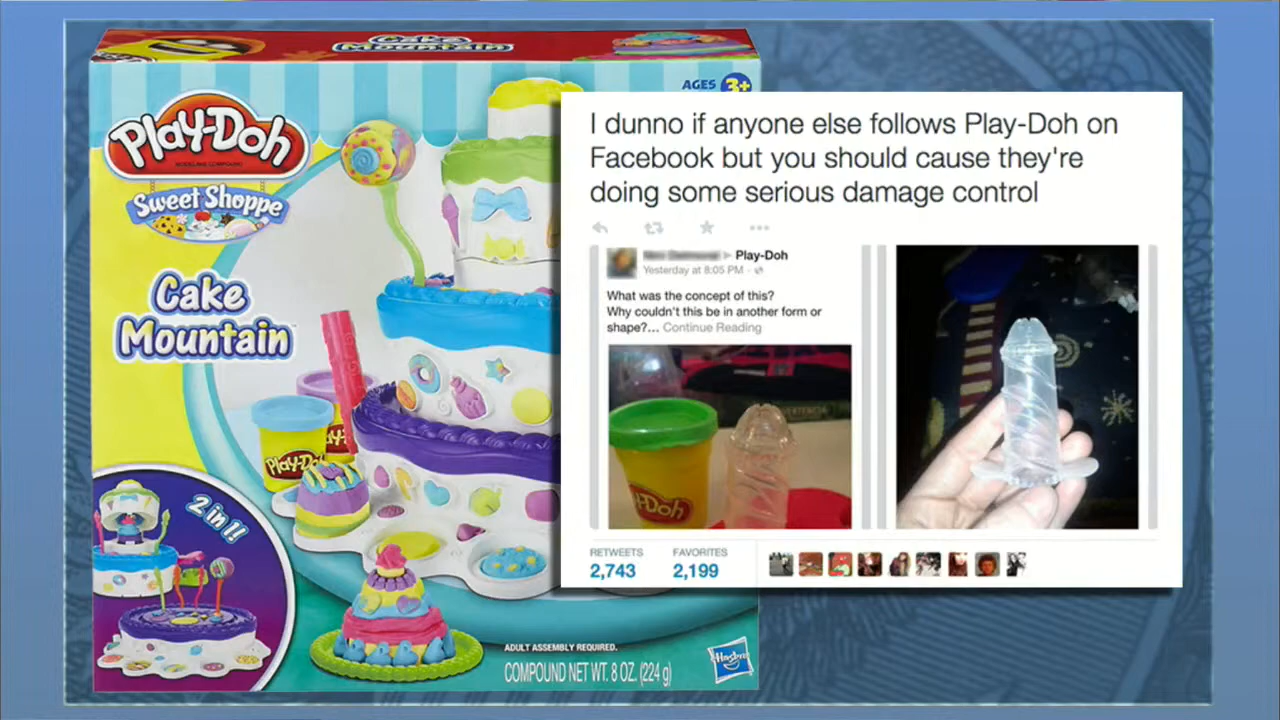 Cake
Mountain
AGES 3+
Play-Doh
Sweet Shoppe
Cake
Mountain
Play-Doh
2 in 1!
ADULT ASSEMBLY REQUIRED.
COMPOUND NET WT. 8 OZ. (224 g)
Hasbro
I dunno if anyone else follows Play-Doh on
Facebook but you should cause they're
doing some serious damage control
Play-Doh
Yesterday at 8:05 PM
What was the concept of this?
Why couldn't this be in another form or
shape?... Continue Reading
Doh
RETWEETS FAVORITES
2,743 2,199